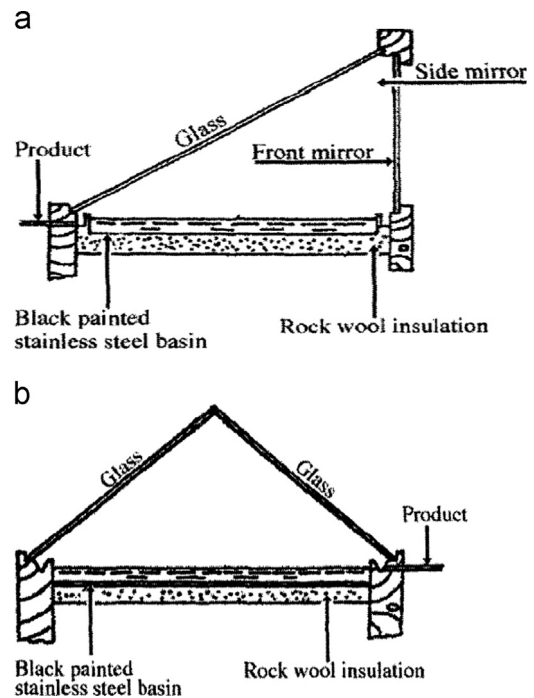 a
Side mirror
Glass
Product
Front mirror
Black painted
stainless steel basin
Rock wool insulation
b
Glass
Glass
Product
Black painted
stainless steel basin
Rock wool insulation